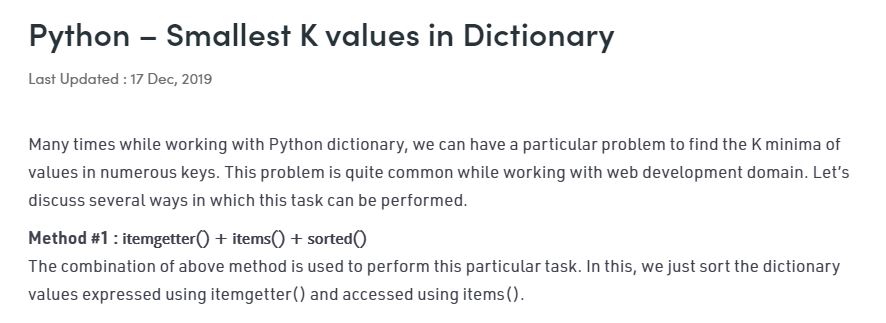 Python – Smallest K values in Dictionary
Last Updated : 17 Dec, 2019
Many times while working with Python dictionary, we can have a particular problem to find the K minima of
values in numerous keys. This problem is quite common while working with web development domain. Let’s
discuss several ways in which this task can be performed.
Method #1 : itemgetter() + items() + sorted()
The combination of above method is used to perform this particular task. In this, we just sort the dictionary
values expressed using itemgetter() and accessed using items().